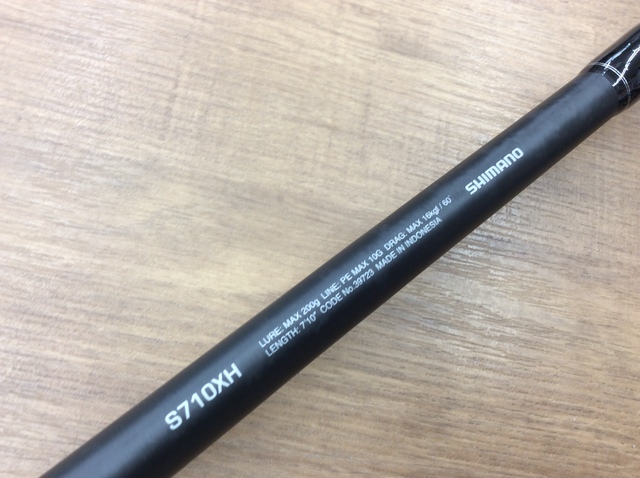 S710XH
LURE: MAX 200g LINE: PE MAX 10G DRAG: MAX 16kgf / 60°
LENGTH: 7'10" CODE No.39723 MADE IN INDONESIA
SHIMANO